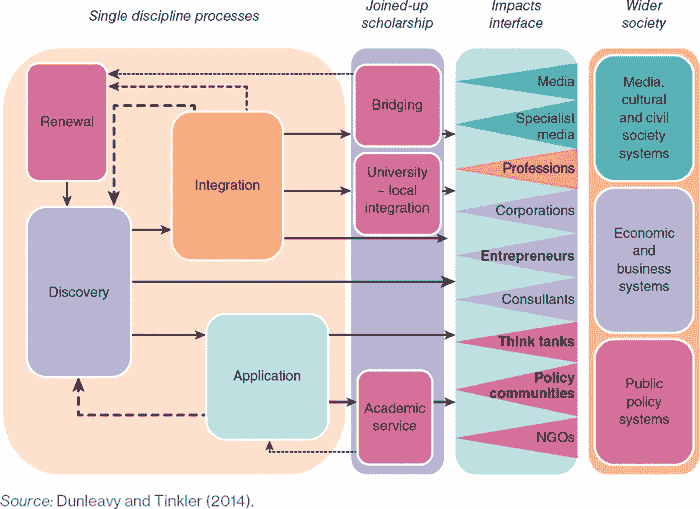 Single discipline processes
Joined-up
scholarship
Impacts
interface
Wider
society
Renewal
Integration
Discovery
Application
Bridging
University
– local
integration
Academic
service
Media
Specialist
media
Professions
Corporations
Entrepreneurs
Consultants
Think tanks
Policy
communities
NGOs
Media,
cultural
and civil
society
systems
Economic
and
business
systems
Public
policy
systems
Source: Dunleavy and Tinkler (2014).